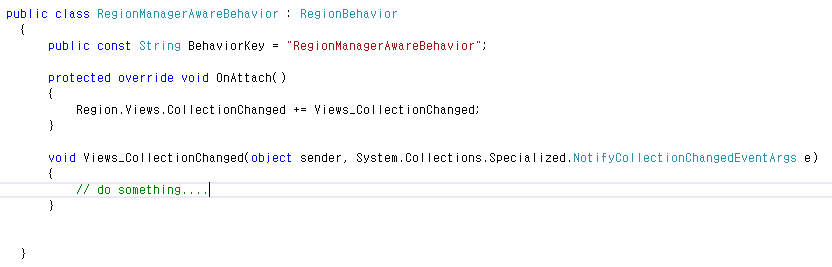 public class RegionManagerAwareBehavior : RegionBehavior
{
public const String BehaviorKey = "RegionManagerAwareBehavior";
protected override void OnAttach()
{
Region.Views.CollectionChanged += Views_CollectionChanged;
}
void Views_CollectionChanged(object sender, System.Collections.Specialized.NotifyCollectionChangedEventArgs e)
{
// do something....
}
}